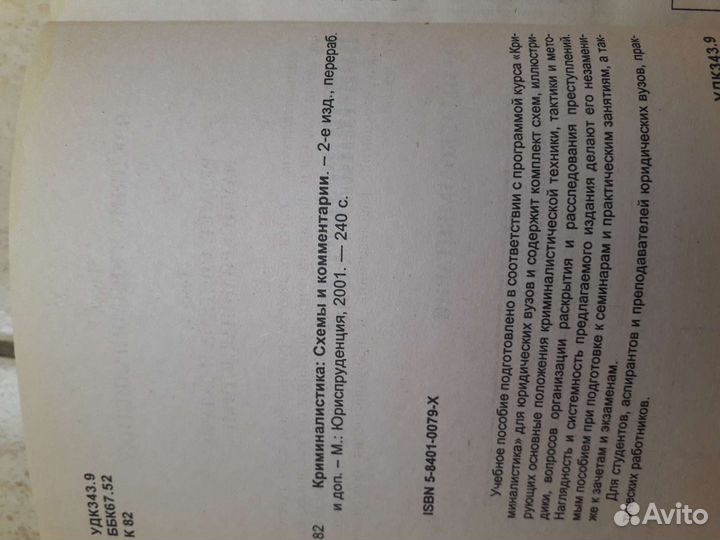 УДК343.9
ББК67.52
К 82
82 Криминалистика: Схемы и комментарии. – 2-е изд., перераб.
и доп. – М.: Юриспруденция, 2001. — 240 с.
ISBN 5-8401-0079-X
Учебное пособие подготовлено в соответствии с программой курса «Кри-
миналистика» для юридических вузов и содержит комплект схем, иллюстри-
рующих основные положения криминалистической техники, тактики и мето-
дики, вопросов организации раскрытия и расследования преступлений.
Наглядность и системность предлагаемого издания делают его незамени-
мым пособием при подготовке к семинарам и практическим занятиям, а так-
же к зачетам и экзаменам.
Для студентов, аспирантов и преподавателей юридических вузов, прак-
тических работников.
УДК343.9
Avito